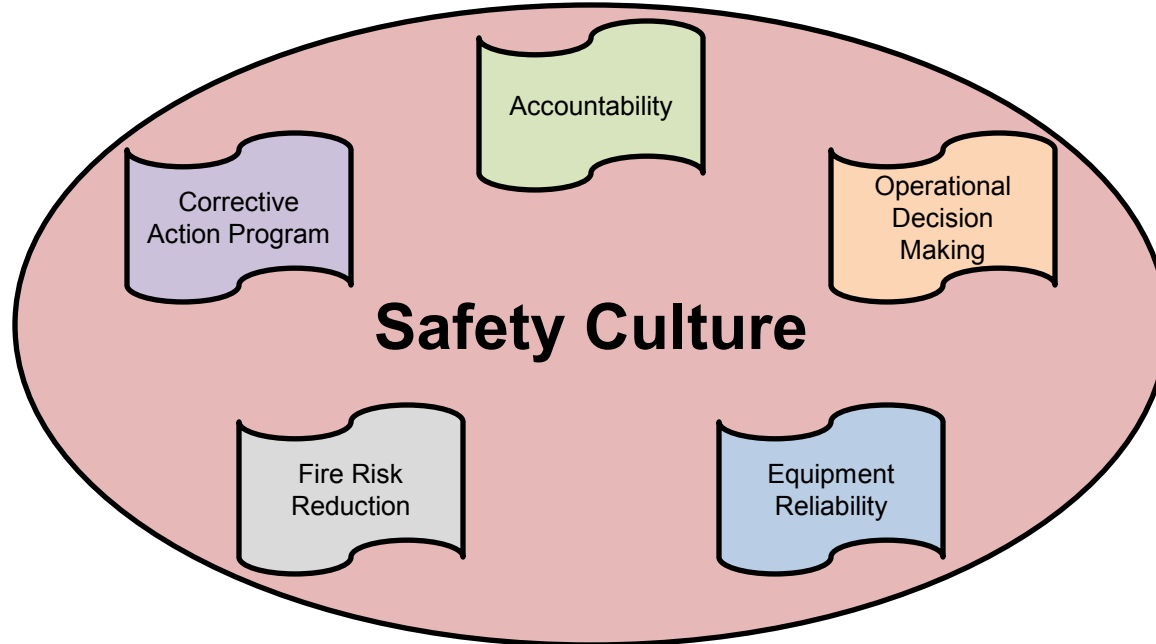 Accountability
Corrective
Action Program
Operational
Decision
Making
Safety Culture
Fire Risk
Reduction
Equipment
Reliability